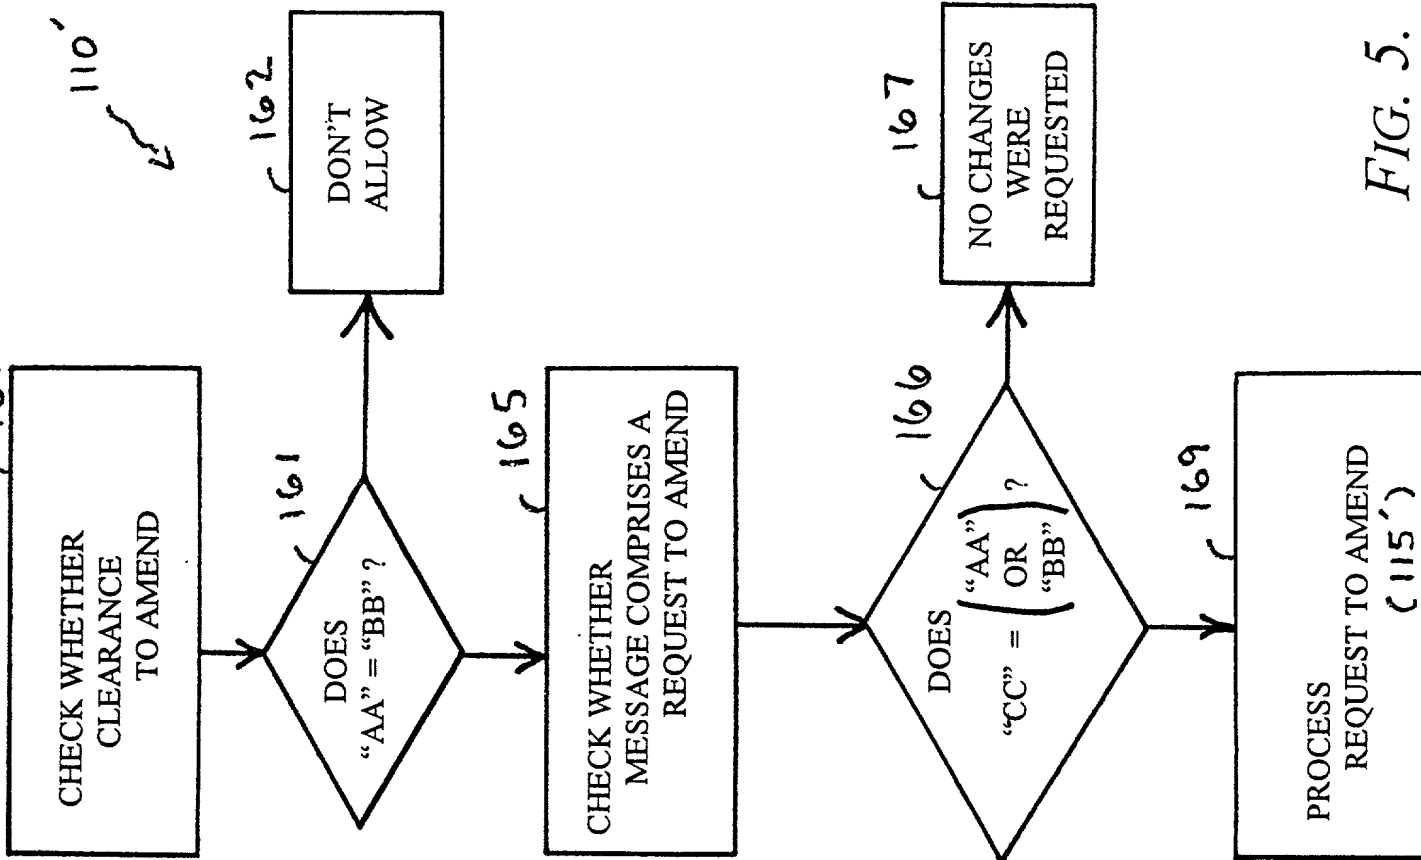 110′
CHECK WHETHER
CLEARANCE
TO AMEND
161
DOES
“AA” = “BB” ?
162
DON'T
ALLOW
165
CHECK WHETHER
MESSAGE COMPRISES A
REQUEST TO AMEND
166
DOES
“CC” = ( “AA” OR “BB” ) ?
167
NO CHANGES
WERE
REQUESTED
169
PROCESS
REQUEST TO AMEND
(115′)
FIG. 5.